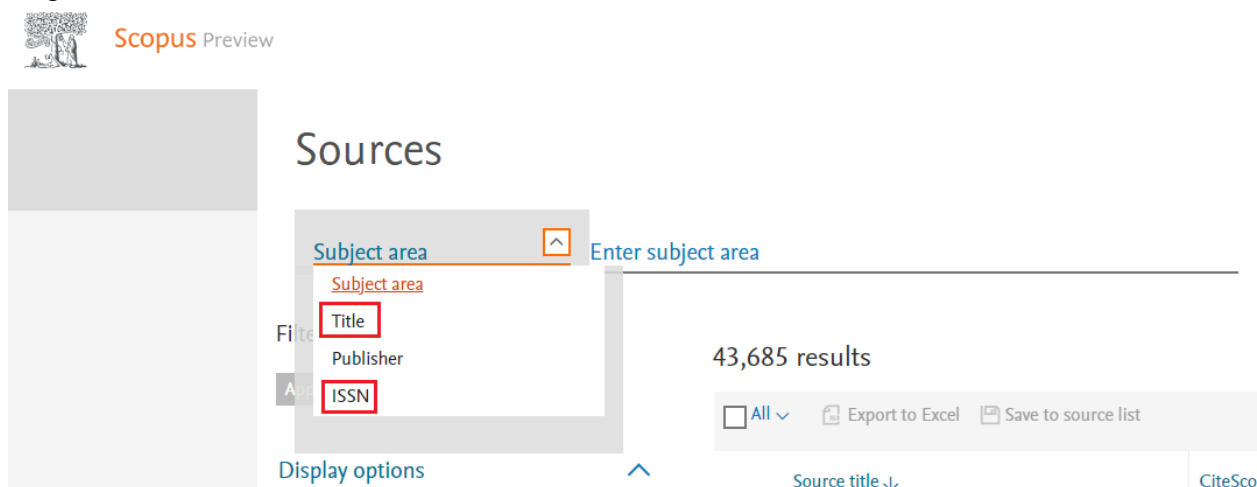 Scopus Preview
Sources
Subject area Enter subject area
Subject area
Title
Publisher
ISSN
43,685 results
All Export to Excel Save to source list
Display options
Source title CiteSco